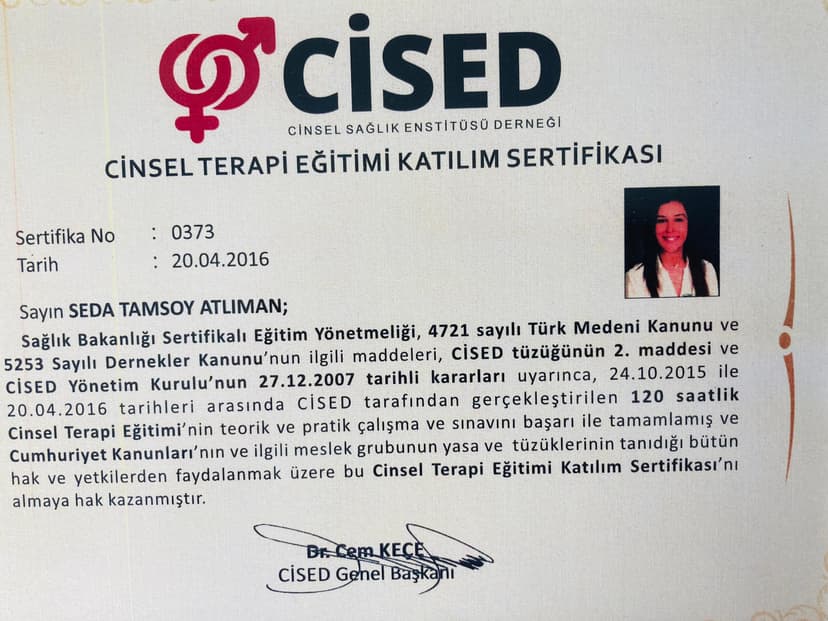 CİSED
CİNSEL SAĞLIK ENSTİTÜSÜ DERNEĞİ
CİNSEL TERAPİ EĞİTİMİ KATILIM SERTİFİKASI
Sertifika No : 0373
Tarih : 20.04.2016
Sayın SEDA TAMSOY ATLIMAN;
Sağlık Bakanlığı Sertifikalı Eğitim Yönetmeliği, 4721 sayılı Türk Medeni Kanunu ve
5253 Sayılı Dernekler Kanunu'nun ilgili maddeleri, CİSED tüzüğünün 2. maddesi ve
CİSED Yönetim Kurulu'nun 27.12.2007 tarihli kararları uyarınca, 24.10.2015 ile
20.04.2016 tarihleri arasında CİSED tarafından gerçekleştirilen 120 saatlik
Cinsel Terapi Eğitimi'nin teorik ve pratik çalışma ve sınavını başarı ile tamamlamış ve
Cumhuriyet Kanunları'nın ve ilgili meslek grubunun yasa ve tüzüklerinin tanıdığı bütün
hak ve yetkilerden faydalanmak üzere bu Cinsel Terapi Eğitimi Katılım Sertifikası'nı
almaya hak kazanmıştır.
Dr. Cem KEÇE
CİSED Genel Başkanı